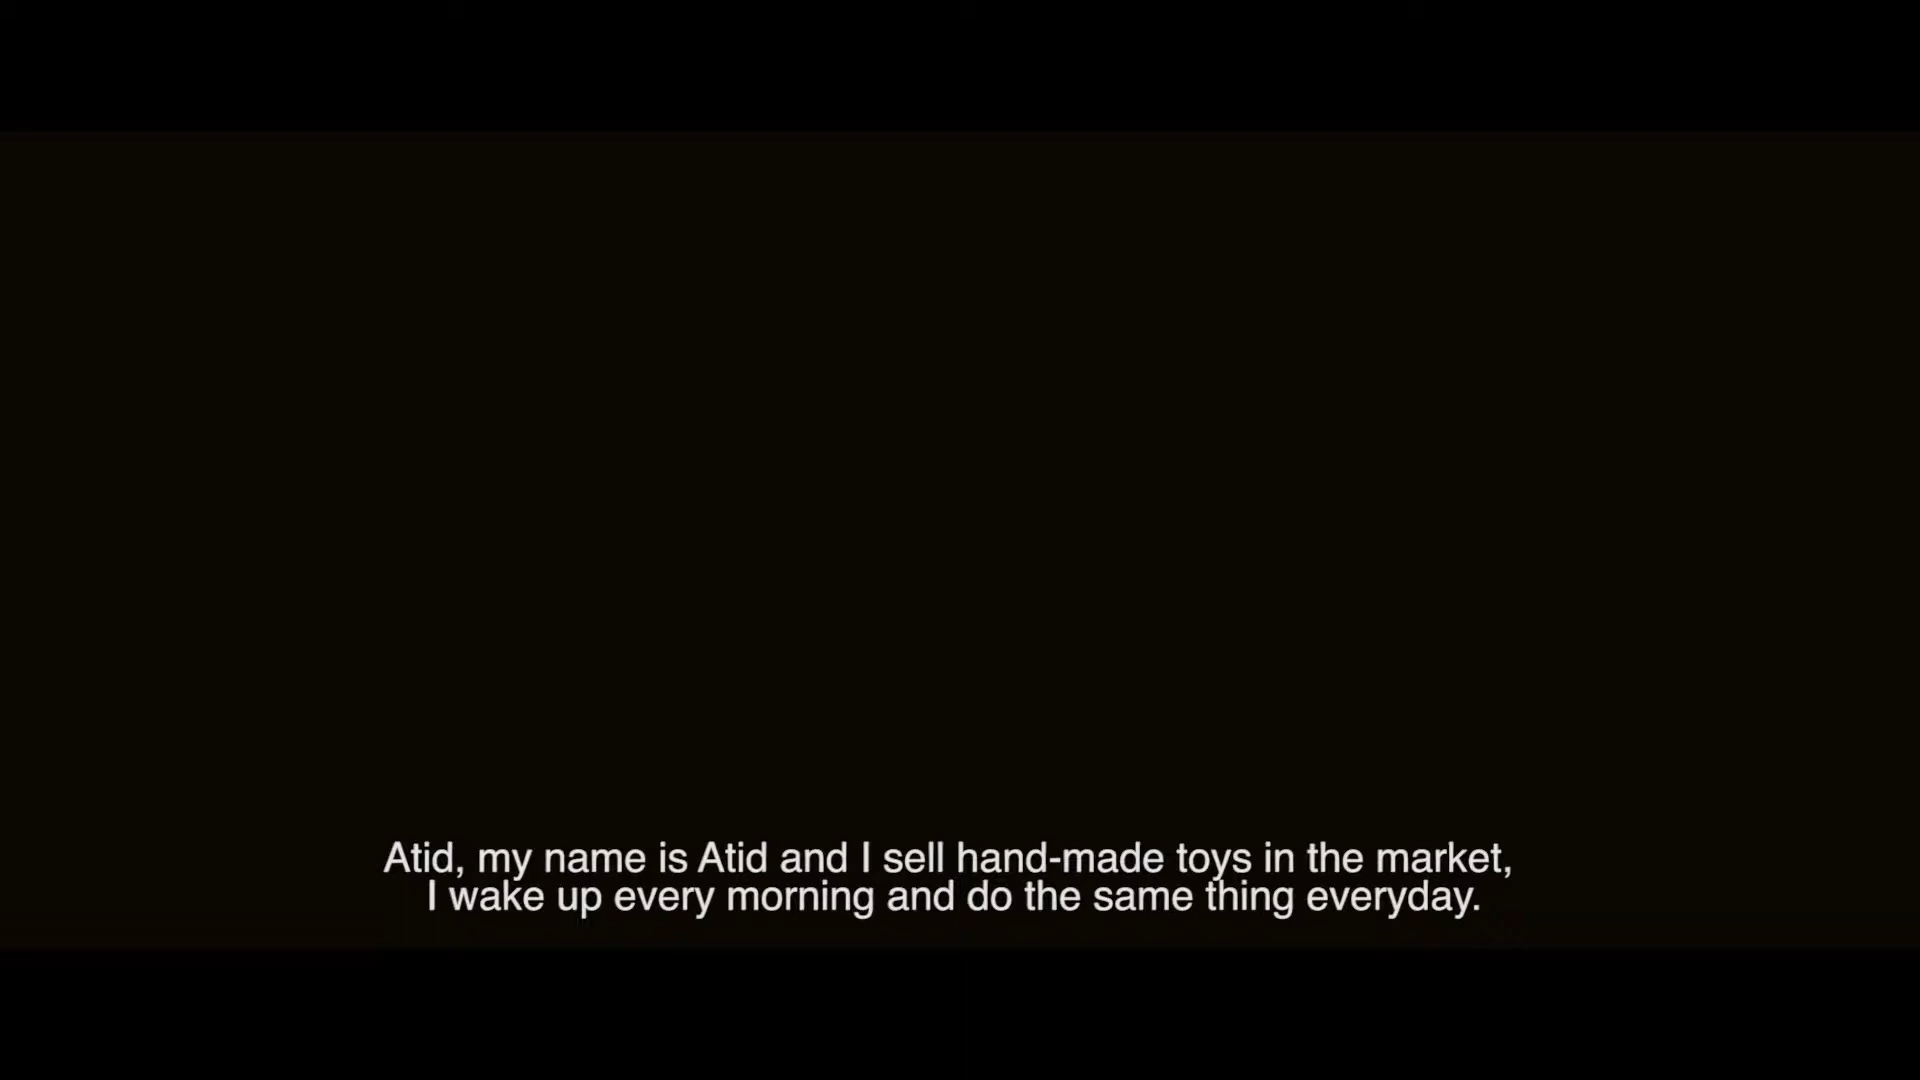 Atid, my name is Atid and I sell hand-made toys in the market,
I wake up every morning and do the same thing everyday.